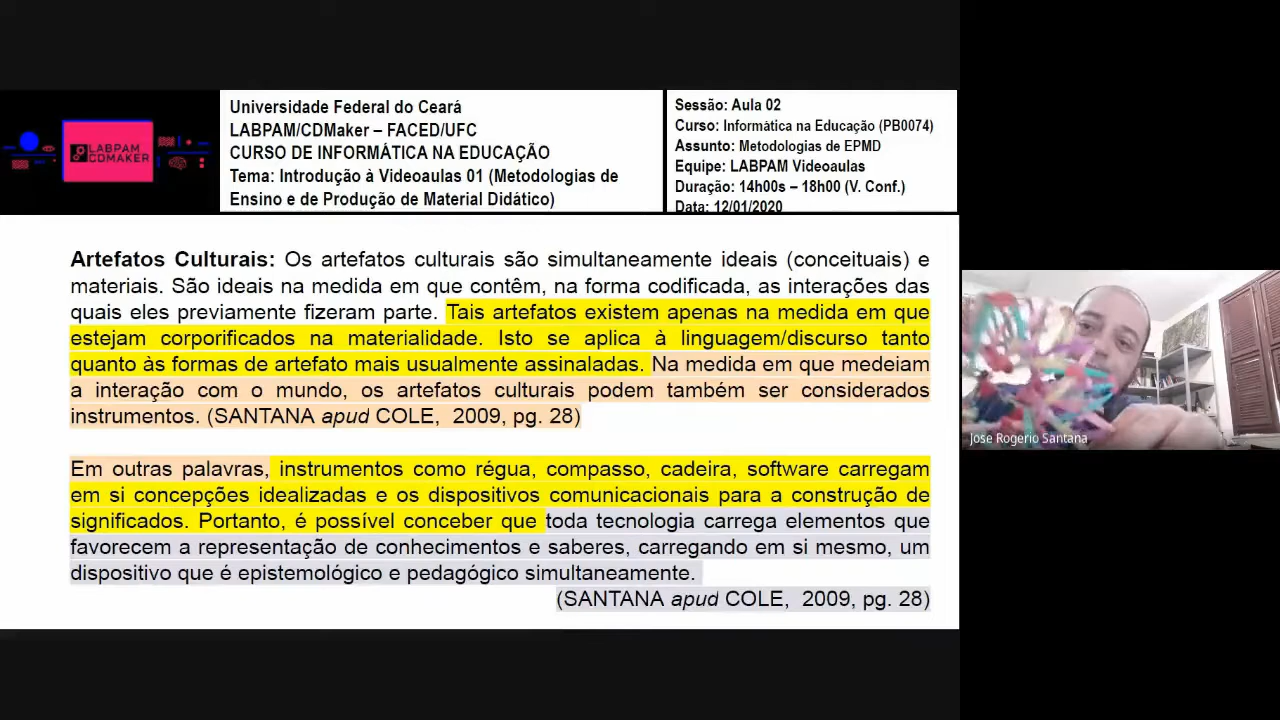 LABPAM
CDMAKER
Universidade Federal do Ceará
LABPAM/CDMaker – FACED/UFC
CURSO DE INFORMÁTICA NA EDUCAÇÃO
Tema: Introdução à Videoaulas 01 (Metodologias de
Ensino e de Produção de Material Didático)
Sessão: Aula 02
Curso: Informática na Educação (PB0074)
Assunto: Metodologias de EPMD
Equipe: LABPAM Videoaulas
Duração: 14h00s – 18h00 (V. Conf.)
Data: 12/01/2020
Artefatos Culturais: Os artefatos culturais são simultaneamente ideais (conceituais) e
materiais. São ideais na medida em que contêm, na forma codificada, as interações das
quais eles previamente fizeram parte. Tais artefatos existem apenas na medida em que
estejam corporificados na materialidade. Isto se aplica à linguagem/discurso tanto
quanto às formas de artefato mais usualmente assinaladas. Na medida em que medeiam
a interação com o mundo, os artefatos culturais podem também ser considerados
instrumentos. (SANTANA apud COLE, 2009, pg. 28)
Em outras palavras, instrumentos como régua, compasso, cadeira, software carregam
em si concepções idealizadas e os dispositivos comunicacionais para a construção de
significados. Portanto, é possível conceber que toda tecnologia carrega elementos que
favorecem a representação de conhecimentos e saberes, carregando em si mesmo, um
dispositivo que é epistemológico e pedagógico simultaneamente.
(SANTANA apud COLE, 2009, pg. 28)
Jose Rogerio Santana